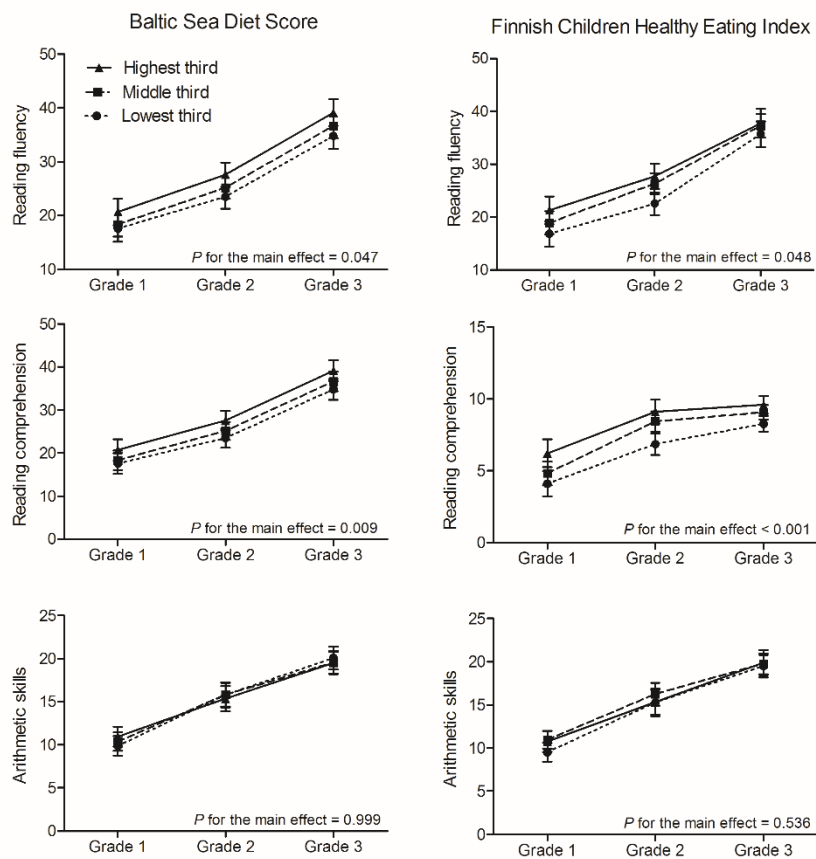 Baltic Sea Diet Score
Finnish Children Healthy Eating Index
Reading fluency
50
40
30
20
10
Highest third
Middle third
Lowest third
P for the main effect = 0.047
Grade 1 Grade 2 Grade 3
Reading fluency
50
40
30
20
10
P for the main effect = 0.048
Grade 1 Grade 2 Grade 3
Reading comprehension
50
40
30
20
10
0
P for the main effect = 0.009
Grade 1 Grade 2 Grade 3
Reading comprehension
15
10
5
0
P for the main effect < 0.001
Grade 1 Grade 2 Grade 3
Arithmetic skills
25
20
15
10
5
0
P for the main effect = 0.999
Grade 1 Grade 2 Grade 3
Arithmetic skills
25
20
15
10
5
0
P for the main effect = 0.536
Grade 1 Grade 2 Grade 3